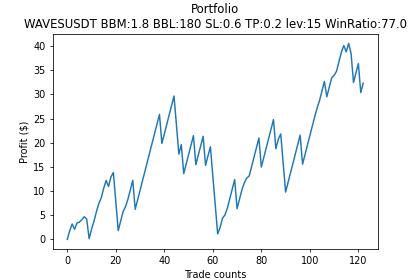 Portfolio
WAVESUSDT BBM:1.8 BBL:180 SL:0.6 TP:0.2 lev:15 WinRatio:77.0
40
35
30
25
20
15
10
5
0
Profit ($)
0 20 40 60 80 100 120
Trade counts